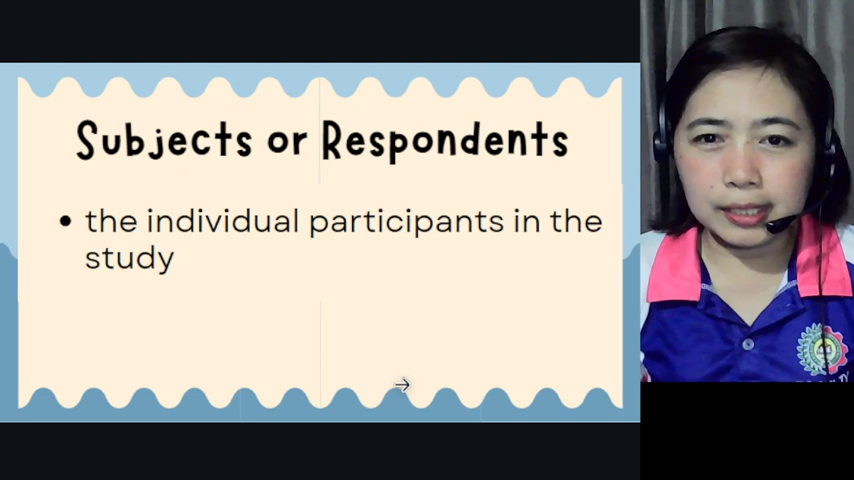 Subjects or Respondents
• the individual participants in the
study